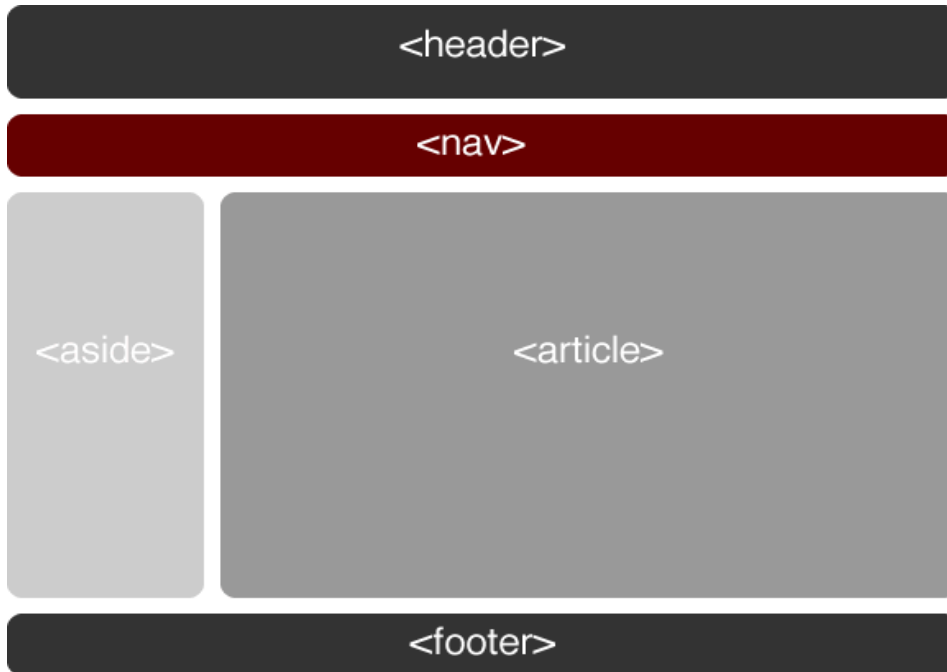 <header>
<nav>
<aside>
<article>
<footer>